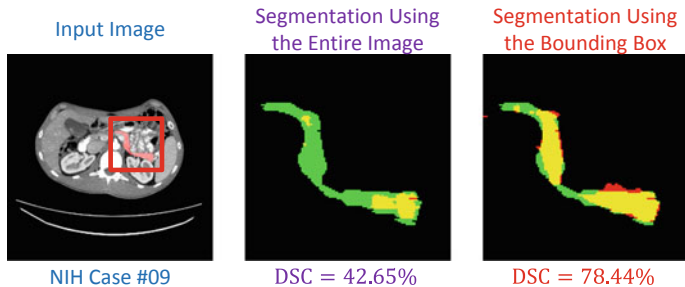 Input Image
Segmentation Using
the Entire Image
Segmentation Using
the Bounding Box
NIH Case #09
DSC = 42.65%
DSC = 78.44%